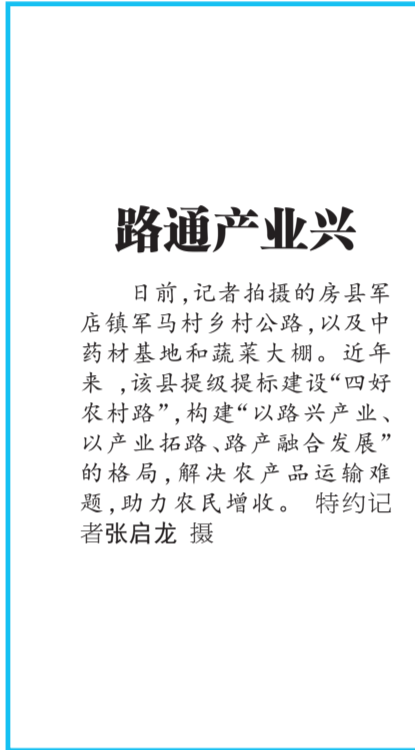 路通产业兴
日前,记者拍摄的房县军
店镇军马村乡村公路,以及中
药材基地和蔬菜大棚。近年
来 ,该县提级提标建设“四好
农村路”,构建“以路兴产业、
以产业拓路、路产融合发展”
的格局,解决农产品运输难
题,助力农民增收。 特约记
者张启龙 摄